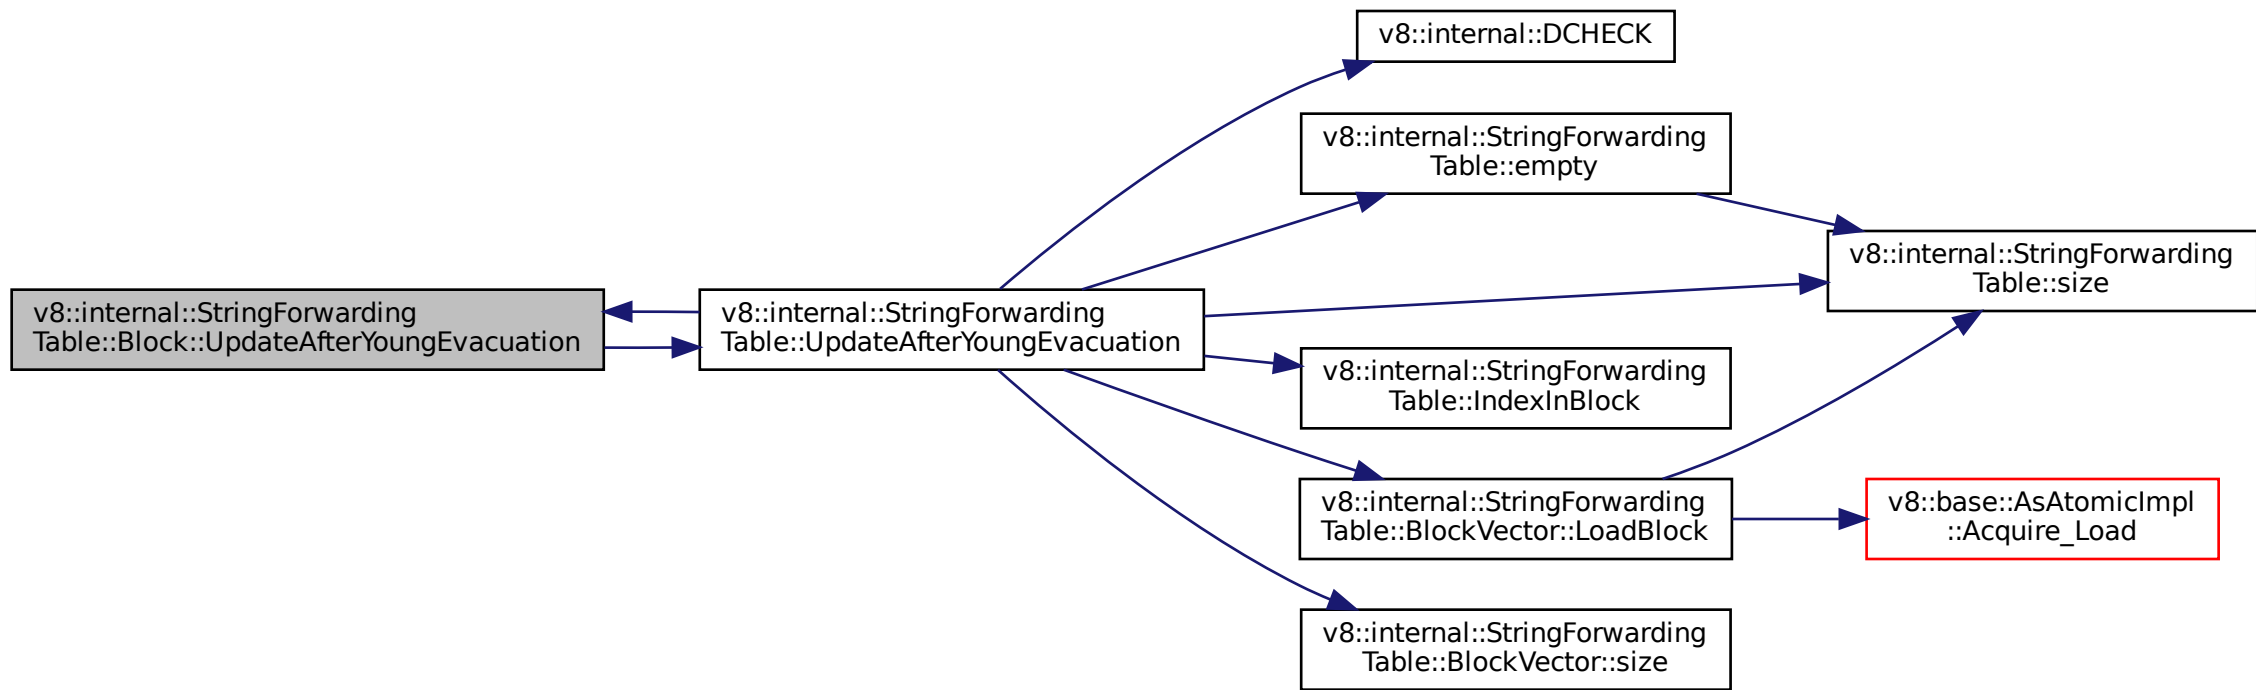 v8::internal::DCHECK
v8::internal::StringForwarding
Table::empty
v8::internal::StringForwarding
Table::size
v8::internal::StringForwarding
Table::Block::UpdateAfterYoungEvacuation
v8::internal::StringForwarding
Table::UpdateAfterYoungEvacuation
v8::internal::StringForwarding
Table::IndexInBlock
v8::internal::StringForwarding
Table::BlockVector::LoadBlock
v8::base::AsAtomicImpl
::Acquire_Load
v8::internal::StringForwarding
Table::BlockVector::size